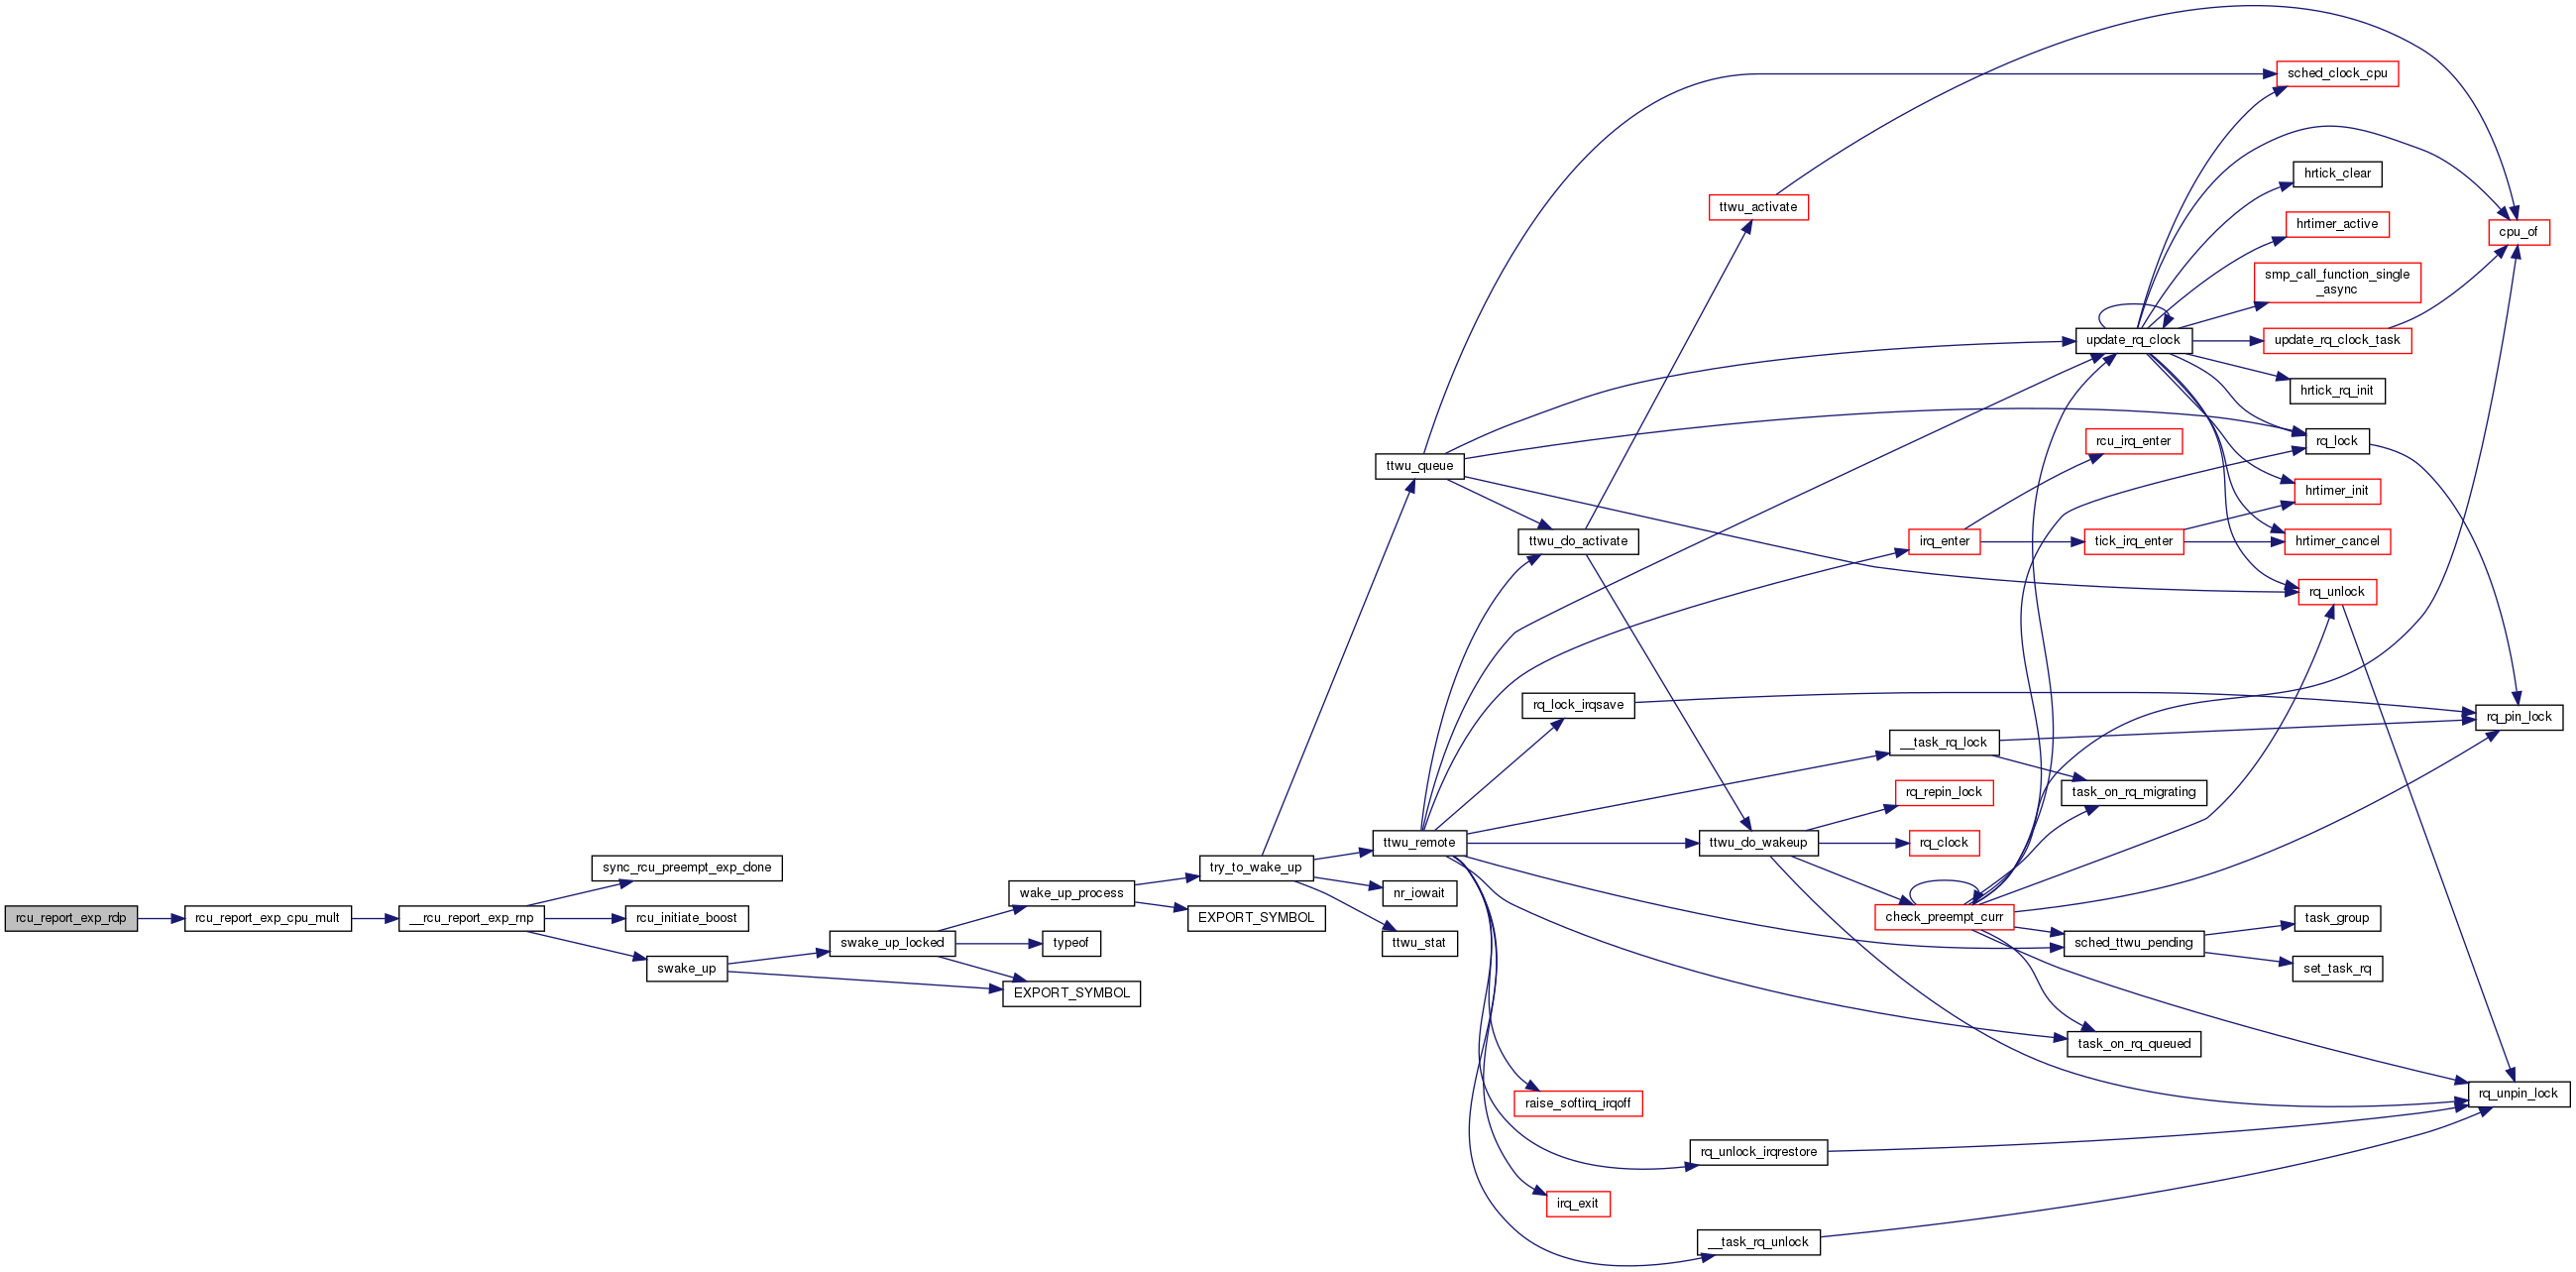 rcu_report_exp_rdp
rcu_report_exp_cpu_mult
__rcu_report_exp_rnp
sync_rcu_preempt_exp_done
rcu_initiate_boost
swake_up
swake_up_locked
wake_up_process
typeof
EXPORT_SYMBOL
try_to_wake_up
EXPORT_SYMBOL
ttwu_queue
ttwu_remote
nr_iowait
ttwu_stat
ttwu_do_activate
rq_lock_irqsave
raise_softirq_irqoff
irq_exit
ttwu_activate
ttwu_do_wakeup
rq_unlock_irqrestore
__task_rq_unlock
irq_enter
__task_rq_lock
rq_repin_lock
rq_clock
check_preempt_curr
update_rq_clock
rcu_irq_enter
tick_irq_enter
task_on_rq_migrating
sched_ttwu_pending
task_on_rq_queued
sched_clock_cpu
hrtick_clear
hrtimer_active
smp_call_function_single
_async
update_rq_clock_task
hrtick_rq_init
rq_lock
hrtimer_init
hrtimer_cancel
rq_unlock
task_group
set_task_rq
cpu_of
rq_pin_lock
rq_unpin_lock